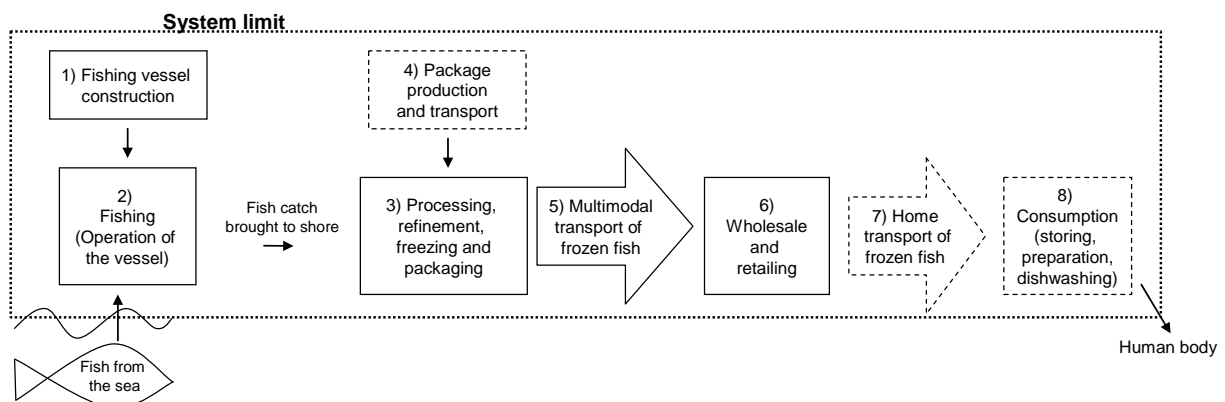 System limit
1) Fishing vessel
construction
4) Package
production
and transport
2)
Fishing
(Operation of
the vessel)
Fish catch
brought to shore
3) Processing,
refinement,
freezing and
packaging
5) Multimodal
transport of
frozen fish
6)
Wholesale
and
retailing
7) Home
transport of
frozen fish
8)
Consumption
(storing,
preparation,
dishwashing)
Fish from
the sea
Human body